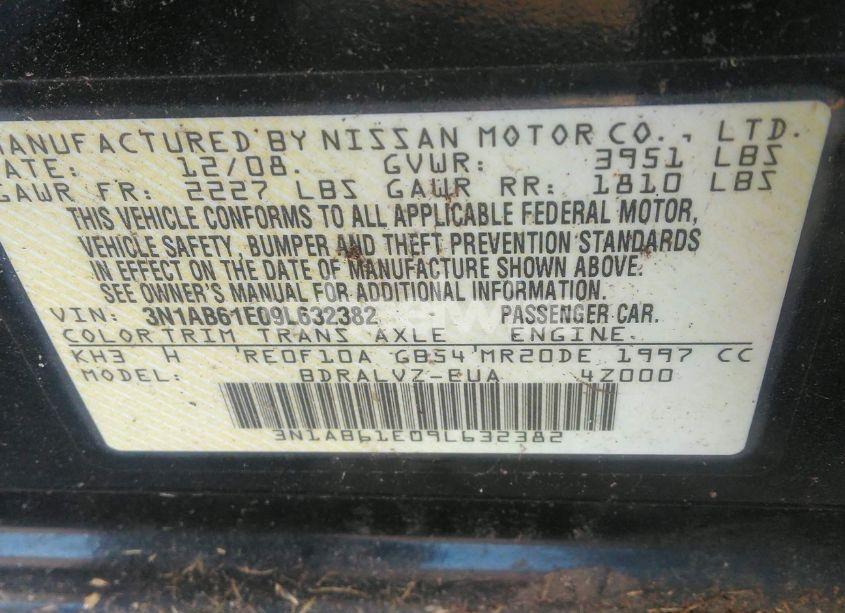 MANUFACTURED BY NISSAN MOTOR CO., LTD.
DATE: 12/08. GVWR: 3951 LBS
GAWR FR: 2227 LBS GAWR RR: 1810 LBS
THIS VEHICLE CONFORMS TO ALL APPLICABLE FEDERAL MOTOR,
VEHICLE SAFETY, BUMPER AND THEFT PREVENTION STANDARDS
IN EFFECT ON THE DATE OF MANUFACTURE SHOWN ABOVE.
SEE OWNER'S MANUAL FOR ADDITIONAL INFORMATION.
VIN: 3N1AB61E09L632382 PASSENGER CAR.
COLOR TRIM TRANS AXLE ENGINE.
KH3 H RE0F10A GB54 MR20DE 1997 CC
MODEL: BDRALVZ-EUA 4Z000
3N1AB61E09L632382